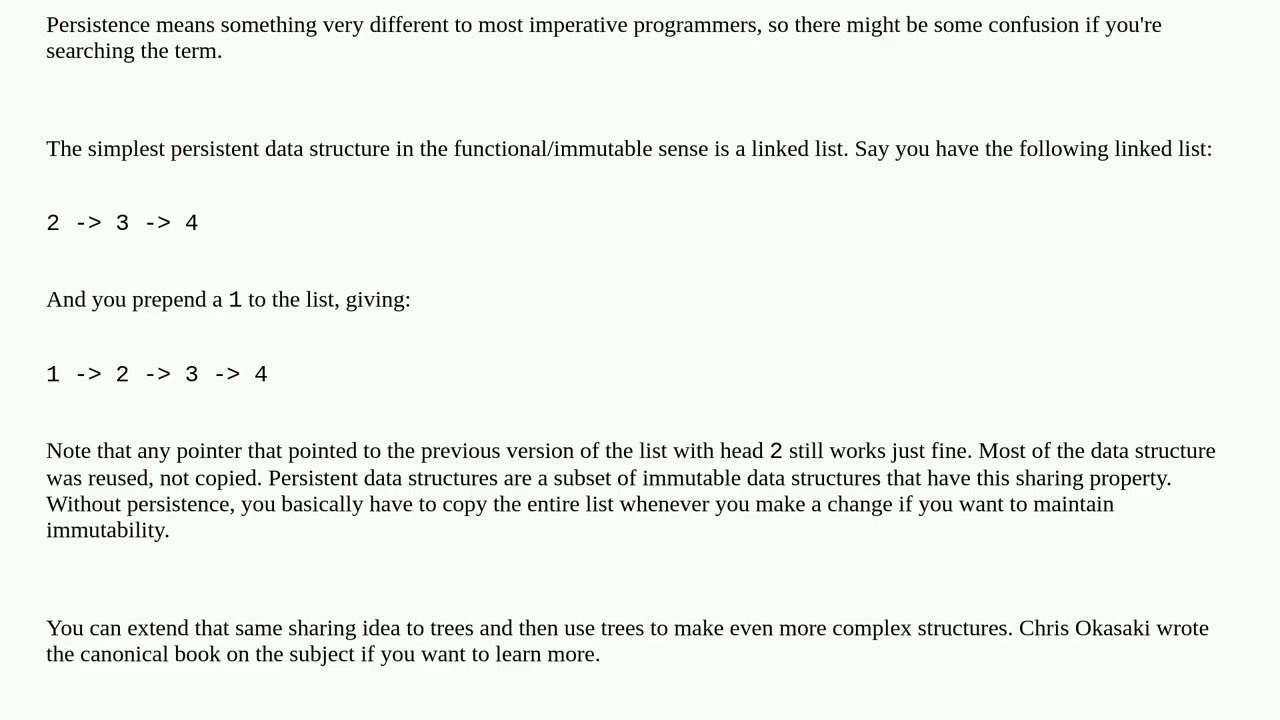 Persistence means something very different to most imperative programmers, so there might be some confusion if you're
searching the term.
The simplest persistent data structure in the functional/immutable sense is a linked list. Say you have the following linked list:
2 -> 3 -> 4
And you prepend a 1 to the list, giving:
1 -> 2 -> 3 -> 4
Note that any pointer that pointed to the previous version of the list with head 2 still works just fine. Most of the data structure
was reused, not copied. Persistent data structures are a subset of immutable data structures that have this sharing property.
Without persistence, you basically have to copy the entire list whenever you make a change if you want to maintain
immutability.
You can extend that same sharing idea to trees and then use trees to make even more complex structures. Chris Okasaki wrote
the canonical book on the subject if you want to learn more.